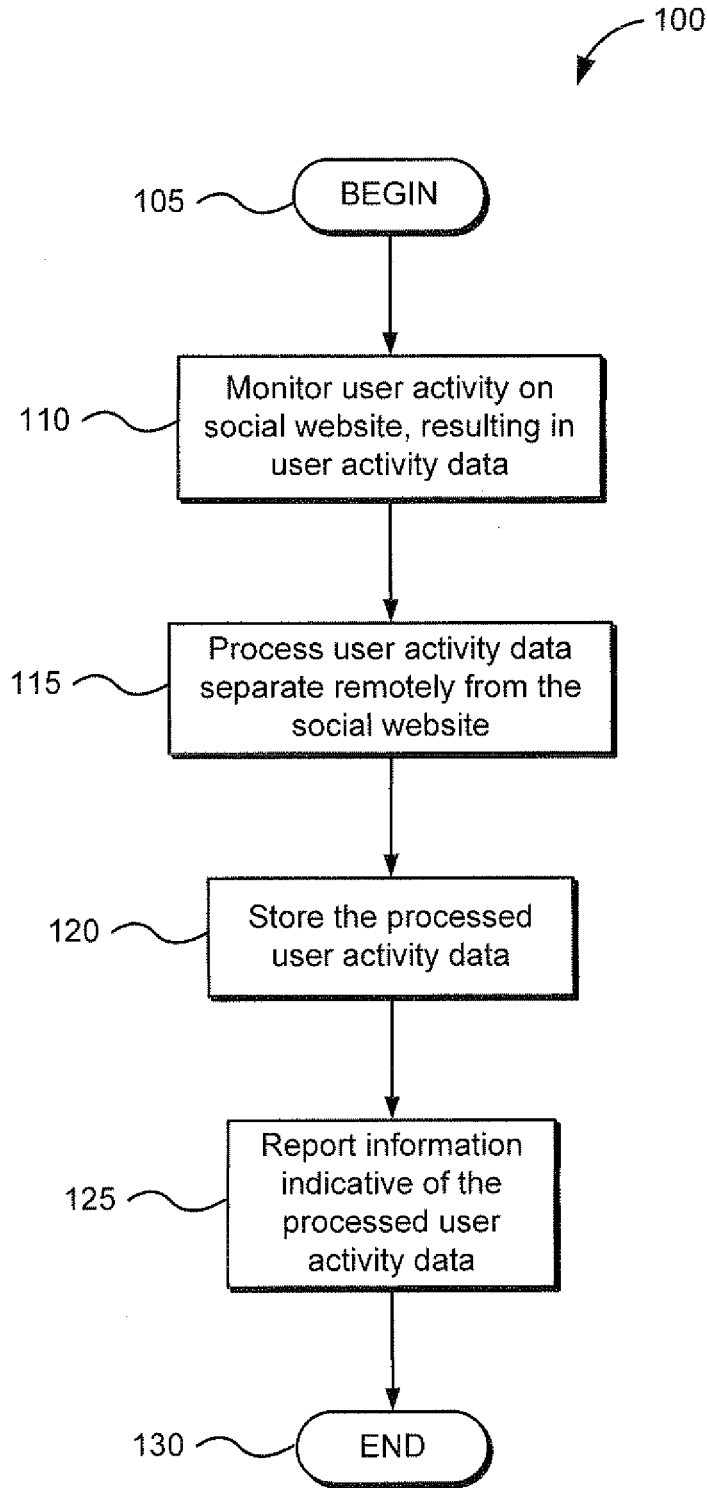 100
105
BEGIN
110
Monitor user activity on
social website, resulting in
user activity data
115
Process user activity data
separate remotely from the
social website
120
Store the processed
user activity data
125
Report information
indicative of the
processed user
activity data
130
END